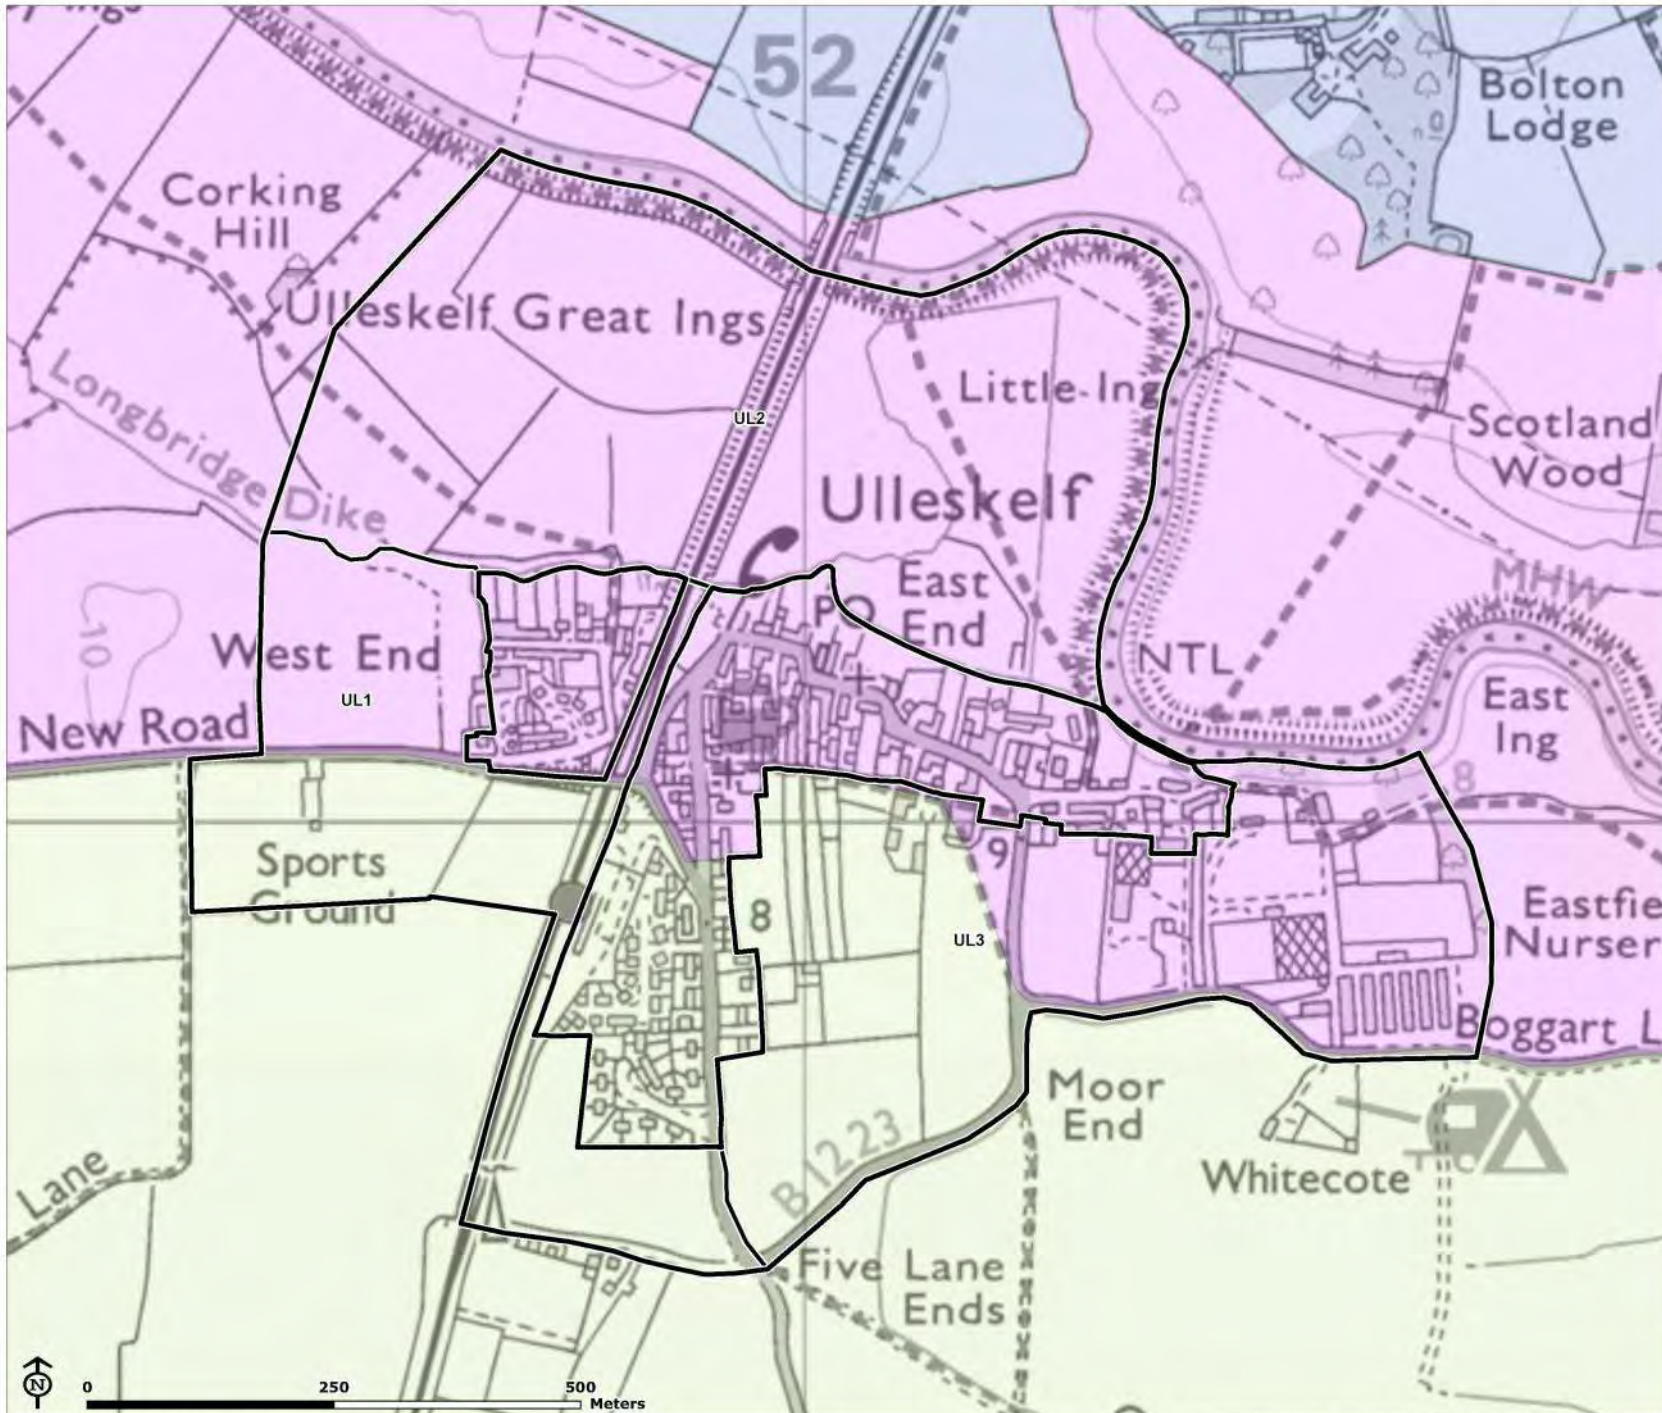 52
Bolton
Lodge
Corking
Hill
Ulleskelf Great Ings
Little Ing
UL2
Longbridge Dike
Scotland
Wood
Ulleskelf
MHW
East
End
PO
10
West End
NTL
UL1
East
Ing
New Road
8
Sports
Ground
9
8
UL3
Eastfie
Nurser
Boggart L
Moor
End
B 1223
Lane
Whitecote
Five Lane
Ends
N
0 250 500
Meters